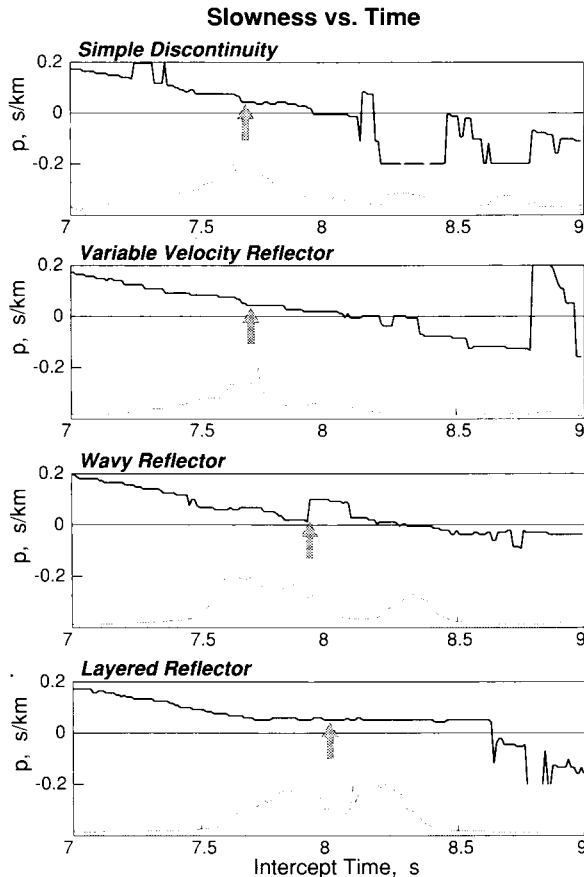 Slowness vs. Time
Simple Discontinuity
0.2
0
-0.2
p, s/km
7 7.5 8 8.5 9
Variable Velocity Reflector
0.2
0
-0.2
p, s/km
7 7.5 8 8.5 9
Wavy Reflector
0.2
0
-0.2
p, s/km
7 7.5 8 8.5 9
Layered Reflector
0.2
0
-0.2
p, s/km
7 7.5 8 8.5 9
Intercept Time, s